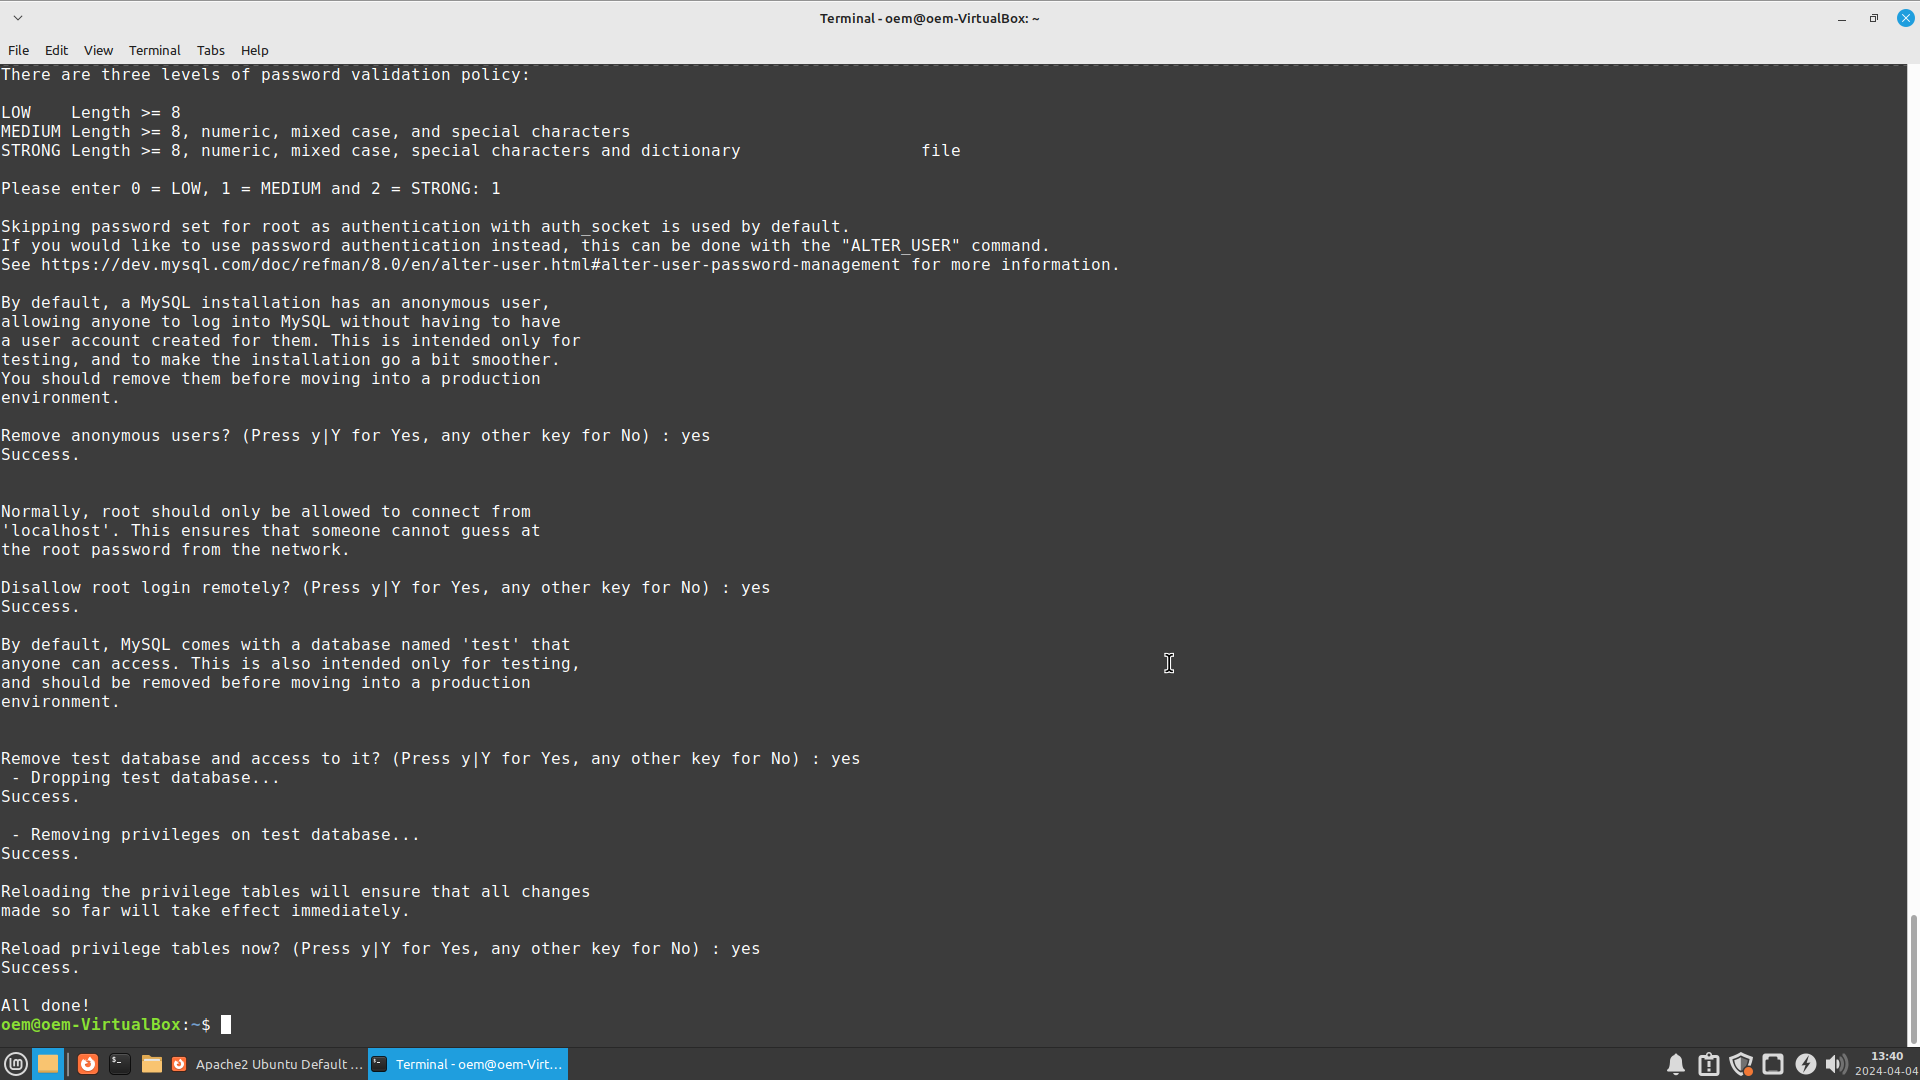 Terminal - oem@oem-VirtualBox: ~
File Edit View Terminal Tabs Help
There are three levels of password validation policy:
LOW    Length >= 8
MEDIUM Length >= 8, numeric, mixed case, and special characters
STRONG Length >= 8, numeric, mixed case, special characters and dictionary                  file
Please enter 0 = LOW, 1 = MEDIUM and 2 = STRONG: 1
Skipping password set for root as authentication with auth_socket is used by default.
If you would like to use password authentication instead, this can be done with the "ALTER_USER" command.
See https://dev.mysql.com/doc/refman/8.0/en/alter-user.html#alter-user-password-management for more information.
By default, a MySQL installation has an anonymous user,
allowing anyone to log into MySQL without having to have
a user account created for them. This is intended only for
testing, and to make the installation go a bit smoother.
You should remove them before moving into a production
environment.
Remove anonymous users? (Press y|Y for Yes, any other key for No) : yes
Success.
Normally, root should only be allowed to connect from
'localhost'. This ensures that someone cannot guess at
the root password from the network.
Disallow root login remotely? (Press y|Y for Yes, any other key for No) : yes
Success.
By default, MySQL comes with a database named 'test' that
anyone can access. This is also intended only for testing,
and should be removed before moving into a production
environment.
Remove test database and access to it? (Press y|Y for Yes, any other key for No) : yes
 - Dropping test database...
Success.
 - Removing privileges on test database...
Success.
Reloading the privilege tables will ensure that all changes
made so far will take effect immediately.
Reload privilege tables now? (Press y|Y for Yes, any other key for No) : yes
Success.
All done!
oem@oem-VirtualBox:~$
Apache2 Ubuntu Default ...
Terminal - oem@oem-Virt...
13:40
2024-04-04